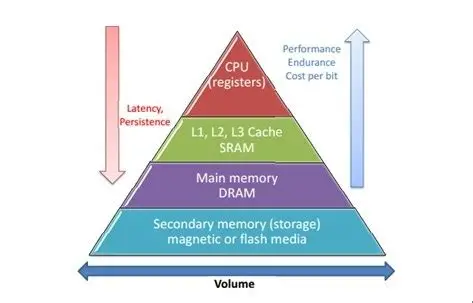 CPU
(registers)
Performance
Endurance
Cost per bit
Latency,
Persistence
L1, L2, L3 Cache
SRAM
Main memory
DRAM
Secondary memory (storage)
magnetic or flash media
Volume